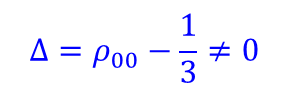 Δ = ρ₀₀ − 1/3 ≠ 0